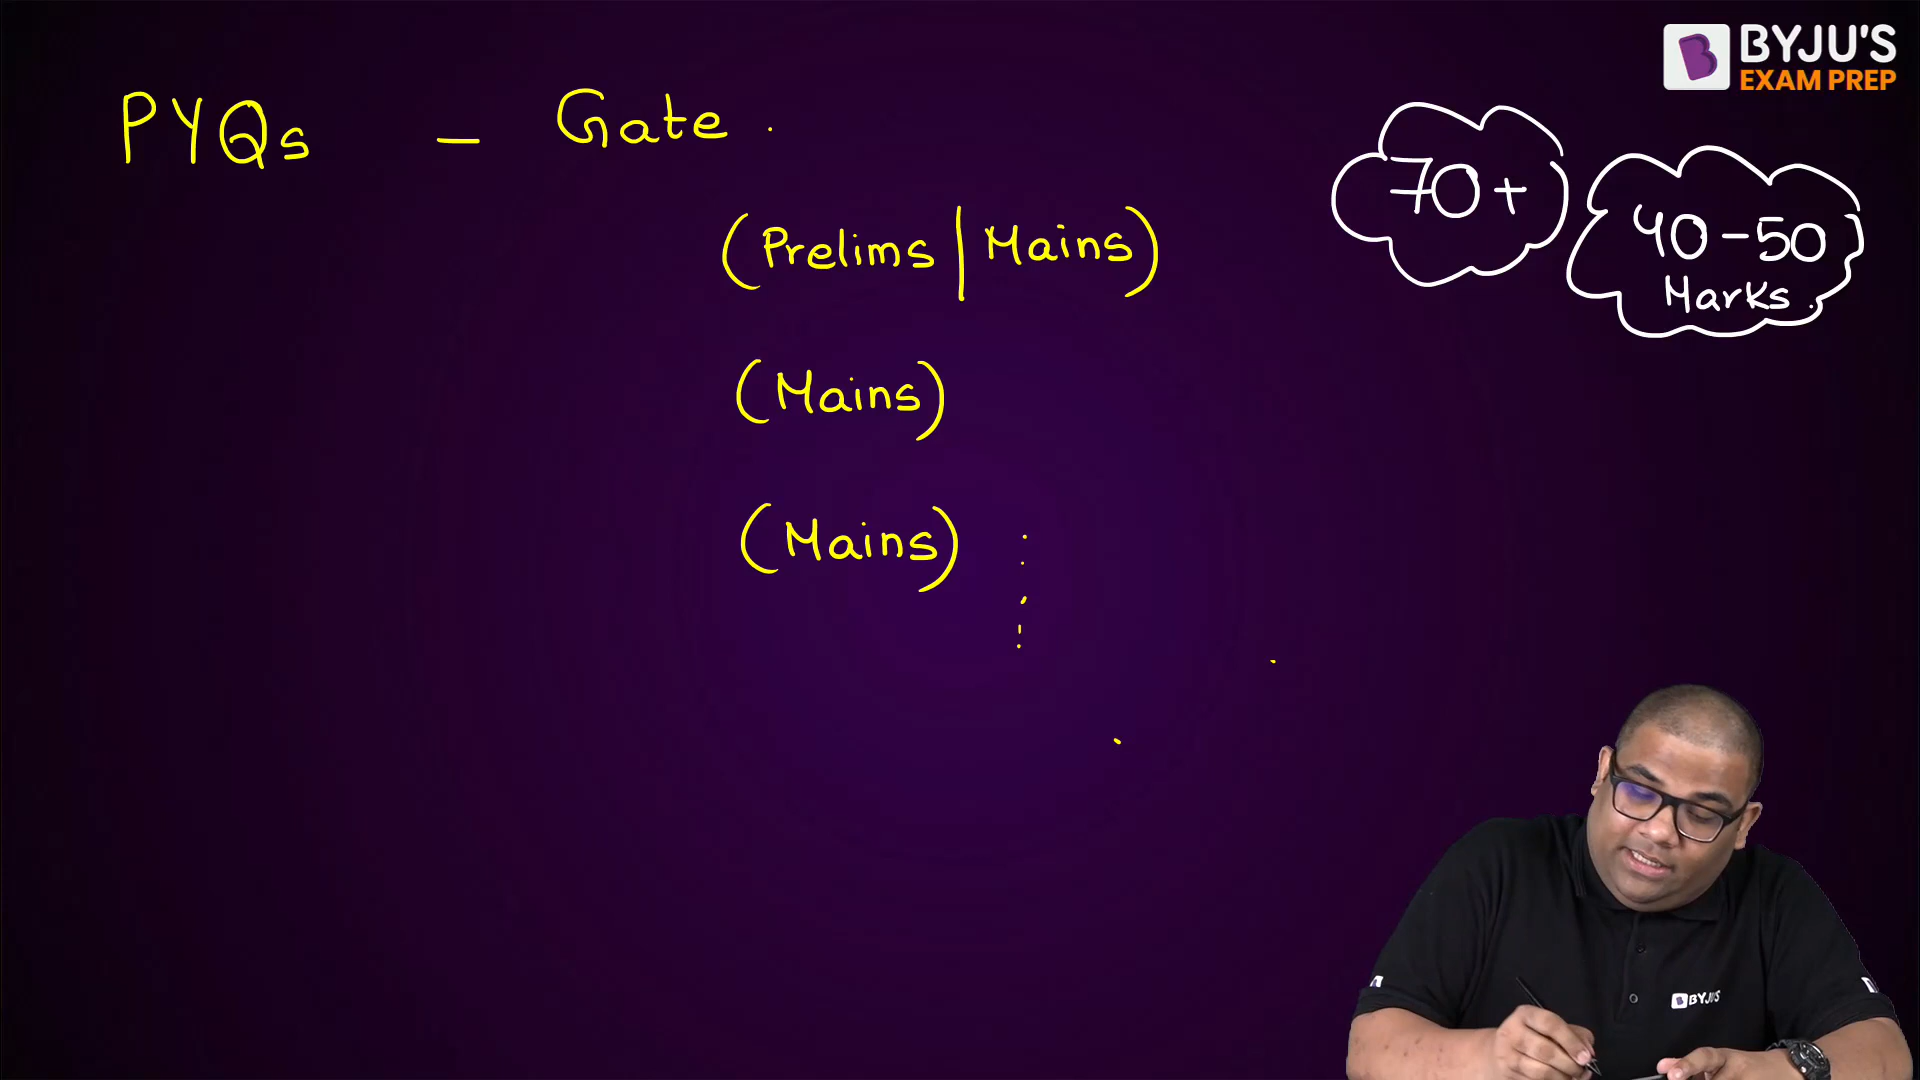 PYQs - Gate.
(Prelims | Mains)
(Mains)
(Mains)
70+
40-50
Marks.
BYJU'S
EXAM PREP
BYJU'S